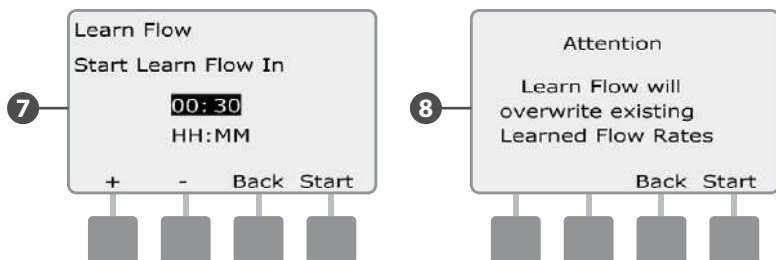 7
Learn Flow
Start Learn Flow In
00:30
HH:MM
+ - Back Start
8
Attention
Learn Flow will
overwrite existing
Learned Flow Rates
Back Start